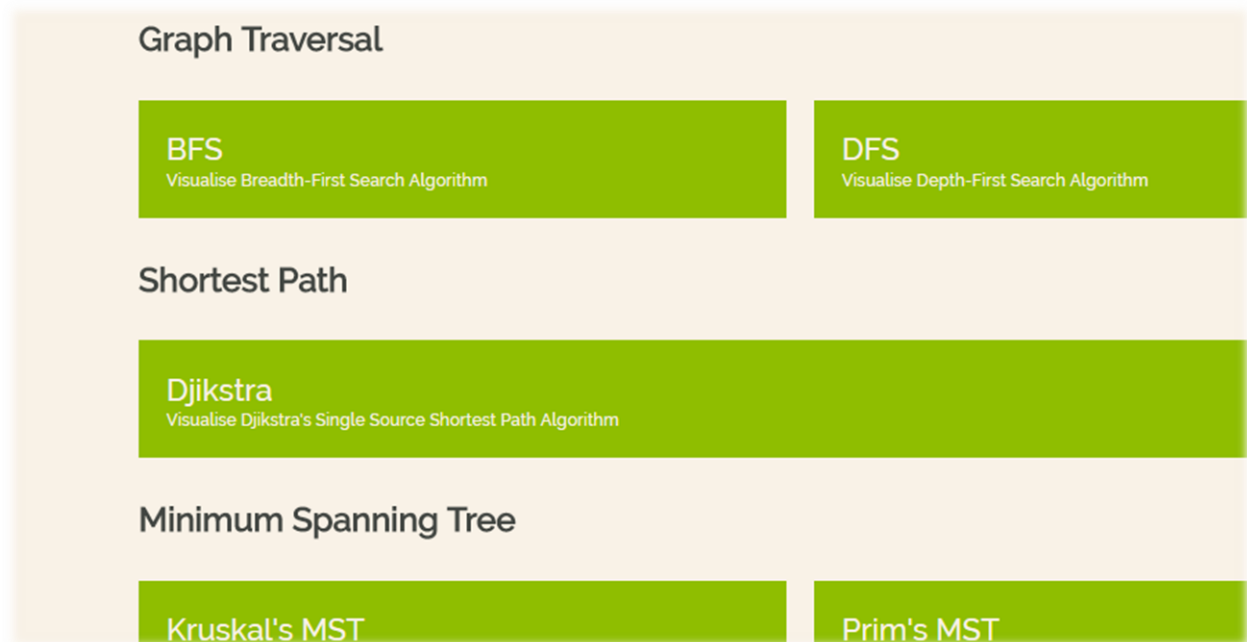 Graph Traversal
BFS
Visualise Breadth-First Search Algorithm
DFS
Visualise Depth-First Search Algorithm
Shortest Path
Djikstra
Visualise Djikstra's Single Source Shortest Path Algorithm
Minimum Spanning Tree
Kruskal's MST
Prim's MST